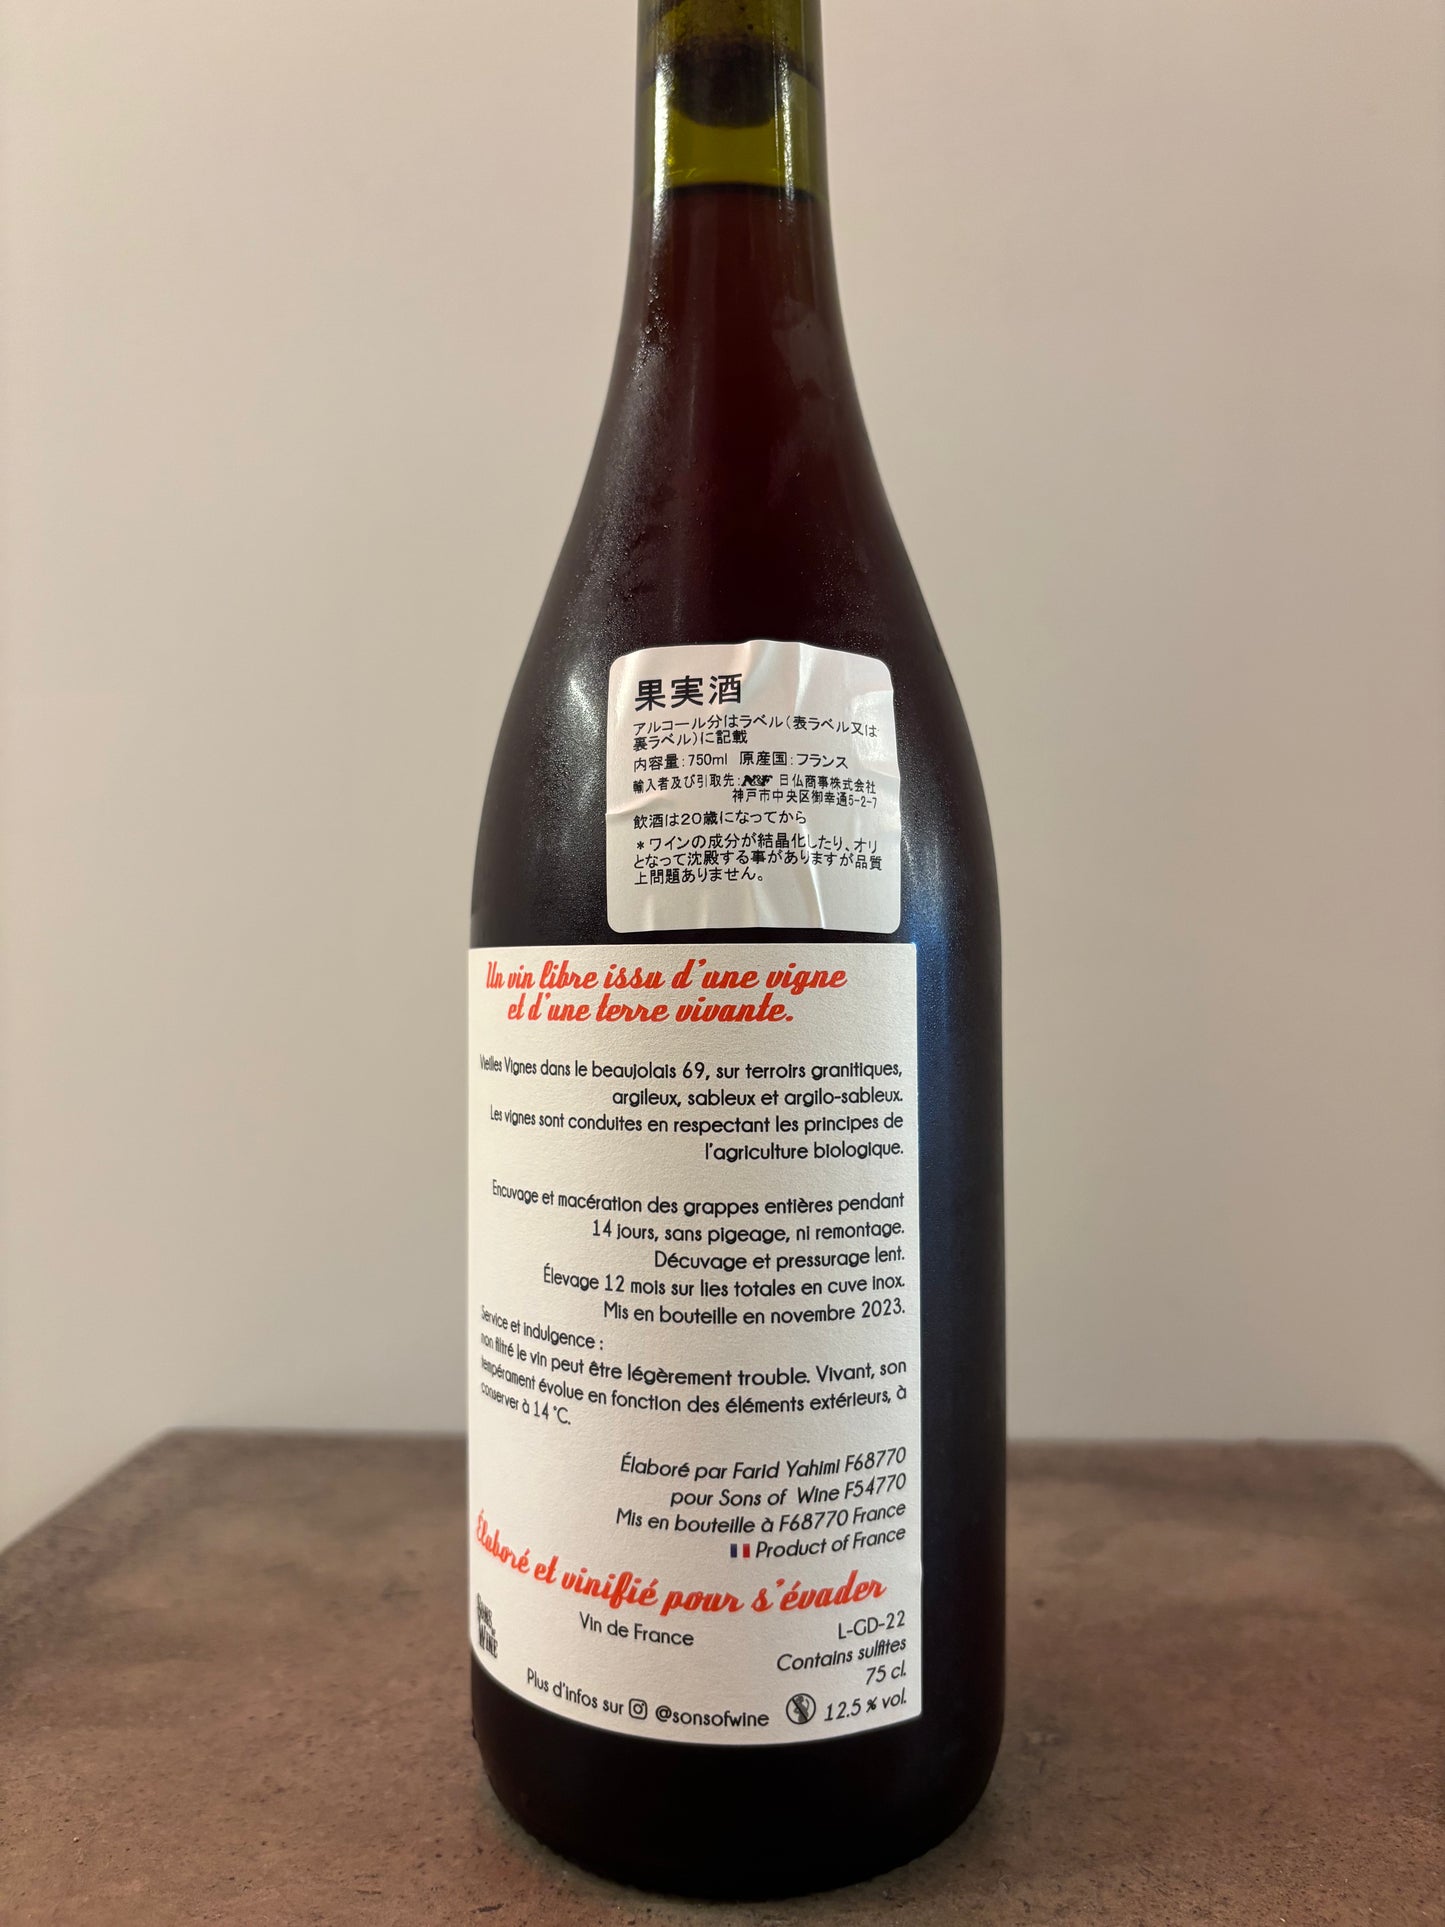 果実酒
アルコール分はラベル(表ラベル又は
裏ラベル)に記載
内容量:750ml 原産国:フランス
輸入者及び引取先:N&F 日仏商事株式会社
神戸市中央区御幸通5-2-7
飲酒は20歳になってから
*ワインの成分が結晶化したり、オリ
となって沈殿する事がありますが品質
上問題ありません。
Un vin libre issu d'une vigne
et d'une terre vivante.
Vieilles Vignes dans le beaujolais 69, sur terroirs granitiques,
argileux, sableux et argilo-sableux.
Les vignes sont conduites en respectant les principes de
l'agriculture biologique.
Encuvage et macération des grappes entières pendant
14 jours, sans pigeage, ni remontage.
Décuvage et pressurage lent.
Élevage 12 mois sur lies totales en cuve inox.
Mis en bouteille en novembre 2023.
Service et indulgence :
non filtré le vin peut être légèrement trouble. Vivant, son
tempérament évolue en fonction des éléments extérieurs, à
conserver à 14 °C.
Élaboré par Farid Yahimi F68770
pour Sons of Wine F54770
Mis en bouteille à F68770 France
Product of France
Élaboré et vinifié pour s'évader
SONS OF WINE
Vin de France
L-GD-22
Contains sulfites
75 cl.
Plus d'infos sur @sonsofwine
12.5 % vol.